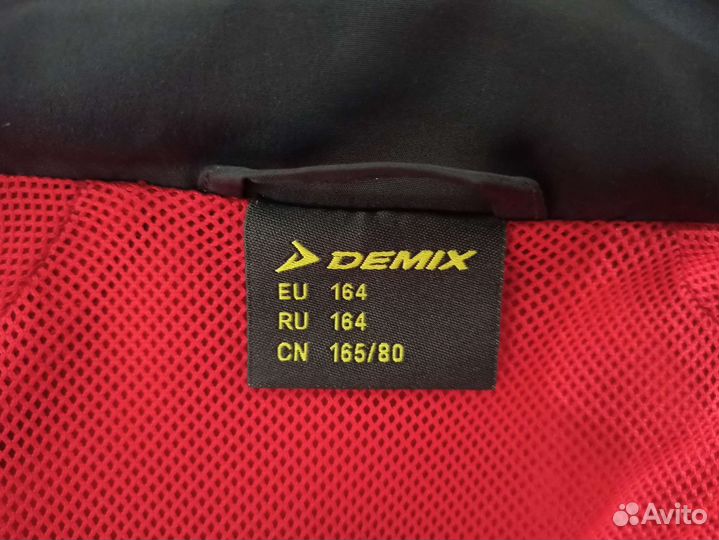 DEMIX
EU 164
RU 164
CN 165/80
Avito